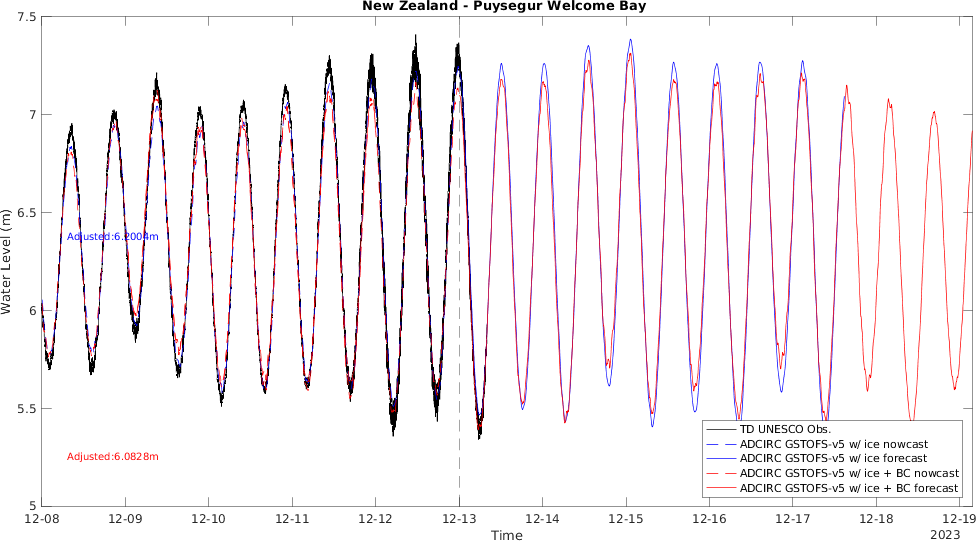 New Zealand - Puysegur Welcome Bay
7.5
7
6.5
6
5.5
5
Water Level (m)
Adjusted:6.2004m
Adjusted:6.0828m
TD UNESCO Obs.
ADCIRC GSTOFS-v5 w/ ice nowcast
ADCIRC GSTOFS-v5 w/ ice forecast
ADCIRC GSTOFS-v5 w/ ice + BC nowcast
ADCIRC GSTOFS-v5 w/ ice + BC forecast
12-08 12-09 12-10 12-11 12-12 12-13 12-14 12-15 12-16 12-17 12-18 12-19
Time
2023